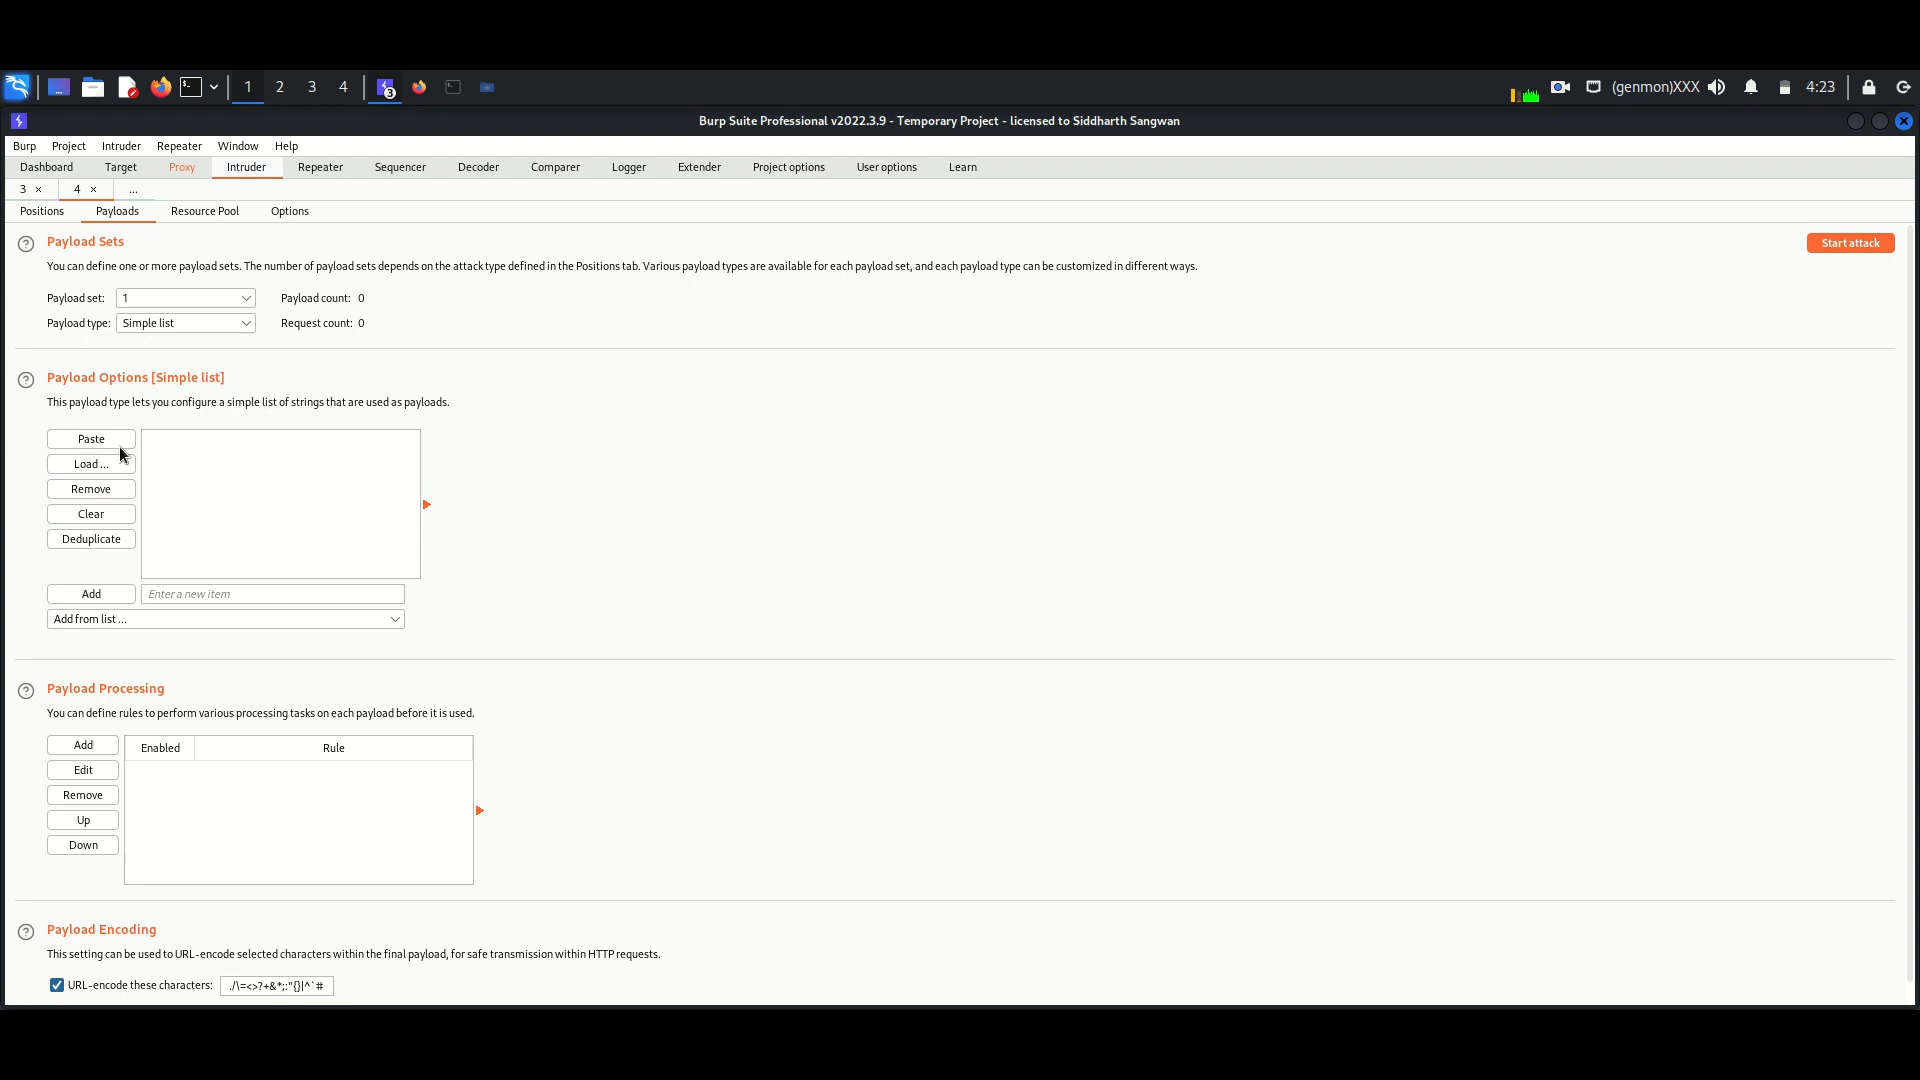 1 2 3 4 3 (genmon)XXX 4:23
Burp Suite Professional v2022.3.9 - Temporary Project - licensed to Siddharth Sangwan
Burp Project Intruder Repeater Window Help
Dashboard Target Proxy Intruder Repeater Sequencer Decoder Comparer Logger Extender Project options User options Learn
3 × 4 × ...
Positions Payloads Resource Pool Options
? Payload Sets Start attack
You can define one or more payload sets. The number of payload sets depends on the attack type defined in the Positions tab. Various payload types are available for each payload set, and each payload type can be customized in different ways.
Payload set: 1 Payload count: 0
Payload type: Simple list Request count: 0
? Payload Options [Simple list]
This payload type lets you configure a simple list of strings that are used as payloads.
Paste
Load ...
Remove
Clear
Deduplicate
Add Enter a new item
Add from list ...
? Payload Processing
You can define rules to perform various processing tasks on each payload before it is used.
Add Enabled Rule
Edit
Remove
Up
Down
? Payload Encoding
This setting can be used to URL-encode selected characters within the final payload, for safe transmission within HTTP requests.
URL-encode these characters: ./\=<>?+&*;:"{}|^`#